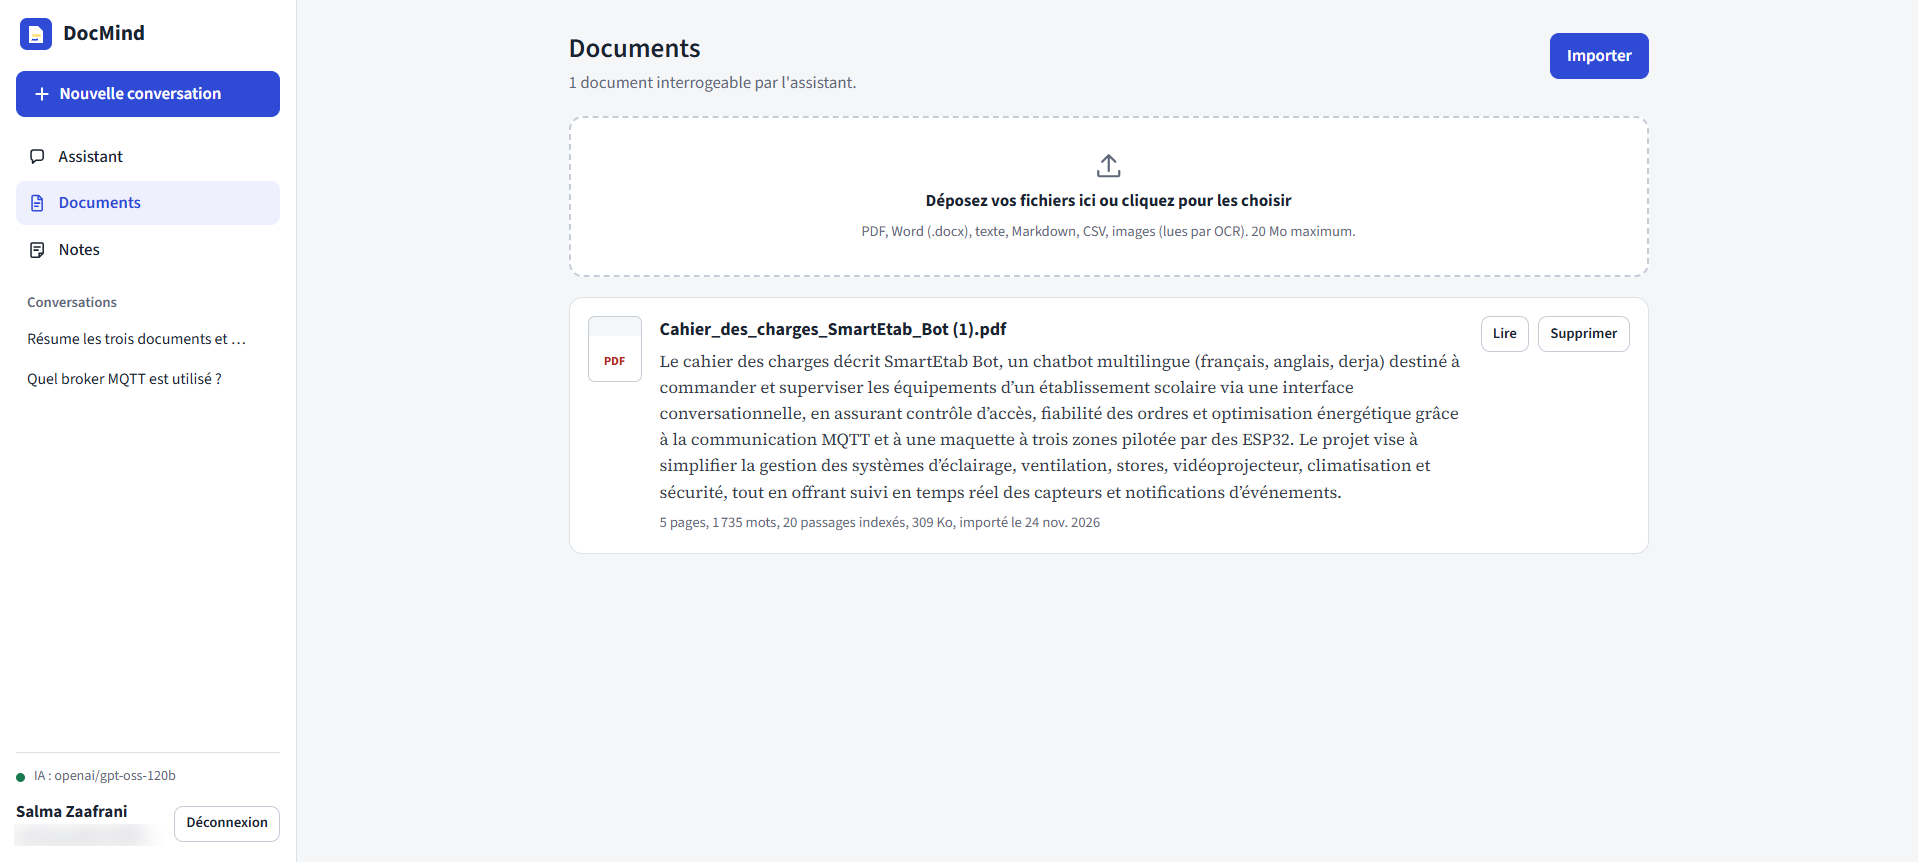 DocMind
Nouvelle conversation
Assistant
Documents
Notes
Conversations
Résume les trois documents et …
Quel broker MQTT est utilisé ?
IA : openai/gpt-oss-120b
Salma Zaafrani
Déconnexion
Documents
1 document interrogeable par l'assistant.
Importer
Déposez vos fichiers ici ou cliquez pour les choisir
PDF, Word (.docx), texte, Markdown, CSV, images (lues par OCR). 20 Mo maximum.
PDF
Cahier_des_charges_SmartEtab_Bot (1).pdf
Le cahier des charges décrit SmartEtab Bot, un chatbot multilingue (français, anglais, derja) destiné à
commander et superviser les équipements d’un établissement scolaire via une interface
conversationnelle, en assurant contrôle d’accès, fiabilité des ordres et optimisation énergétique grâce
à la communication MQTT et à une maquette à trois zones pilotée par des ESP32. Le projet vise à
simplifier la gestion des systèmes d’éclairage, ventilation, stores, vidéoprojecteur, climatisation et
sécurité, tout en offrant suivi en temps réel des capteurs et notifications d’événements.
5 pages, 1 735 mots, 20 passages indexés, 309 Ko, importé le 24 nov. 2026
Lire
Supprimer